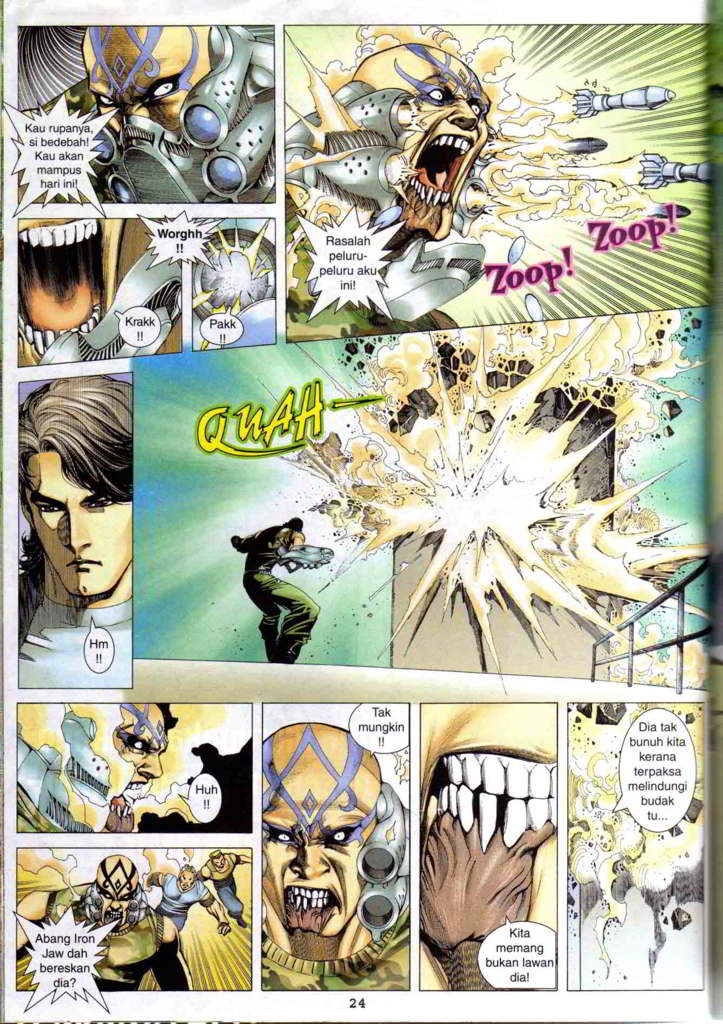 Kau rupanya,
si bedebah!
Kau akan
mampus
hari ini!
Rasalah
peluru-
peluru aku
ini!
Zoop!
Zoop!
Worghh
!!
Krakk
!!
Pakk
!!
QUAH
Hm
!!
Huh
!!
Abang Iron
Jaw dah
bereskan
dia?
Tak
mungkin
!!
Kita
memang
bukan lawan
dia!
Dia tak
bunuh kita
kerana
terpaksa
melindungi
budak
tu...
24